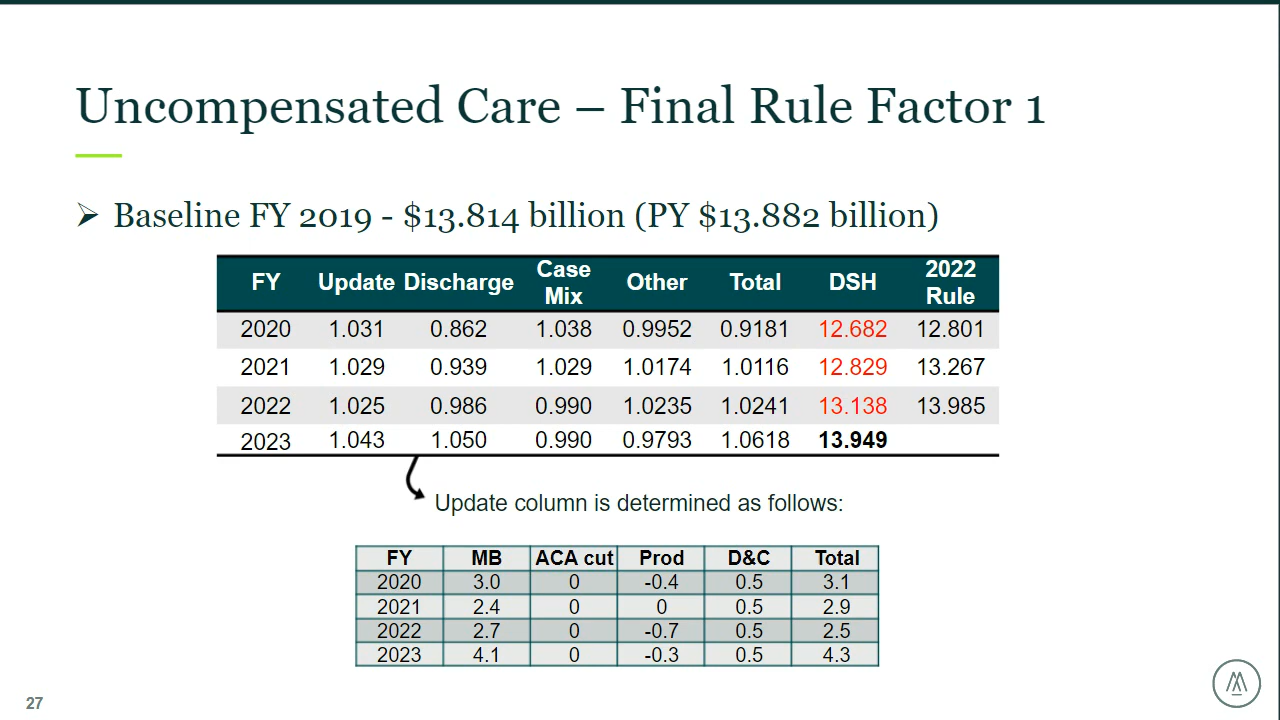 Uncompensated Care – Final Rule Factor 1
➢ Baseline FY 2019 - $13.814 billion (PY $13.882 billion)
FY Update Discharge Case Mix Other Total DSH 2022 Rule
2020 1.031 0.862 1.038 0.9952 0.9181 12.682 12.801
2021 1.029 0.939 1.029 1.0174 1.0116 12.829 13.267
2022 1.025 0.986 0.990 1.0235 1.0241 13.138 13.985
2023 1.043 1.050 0.990 0.9793 1.0618 13.949
Update column is determined as follows:
FY MB ACA cut Prod D&C Total
2020 3.0 0 -0.4 0.5 3.1
2021 2.4 0 0 0.5 2.9
2022 2.7 0 -0.7 0.5 2.5
2023 4.1 0 -0.3 0.5 4.3
27